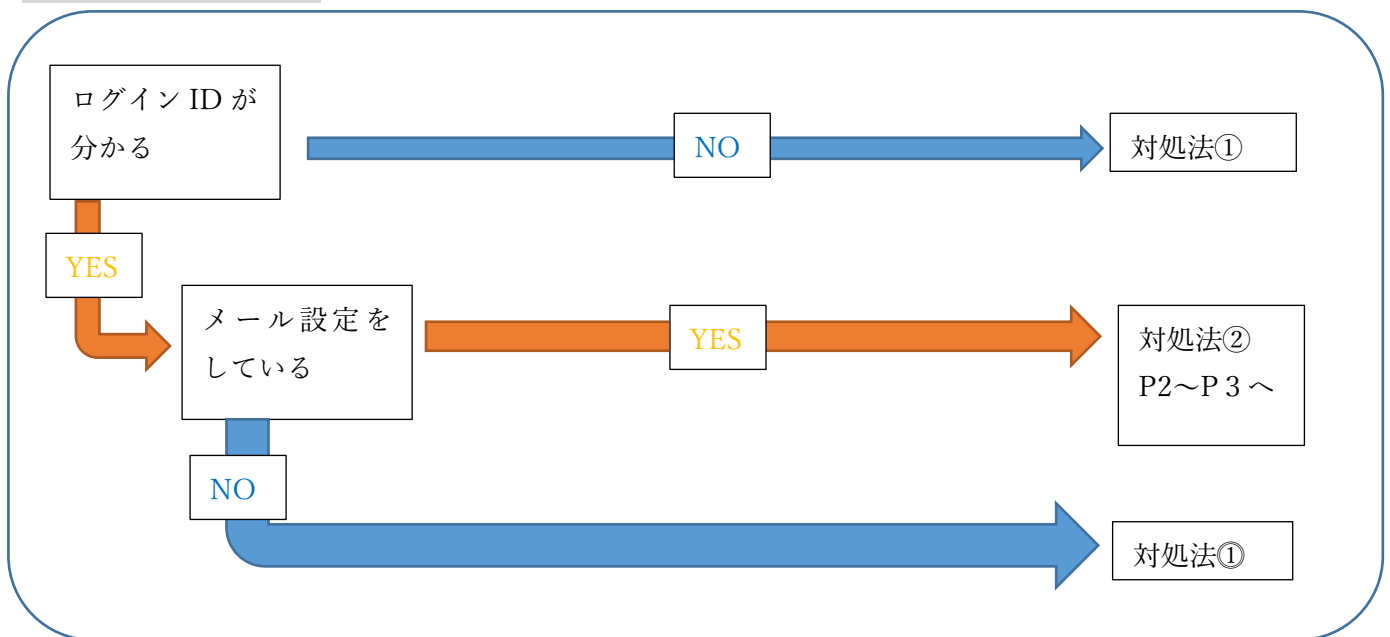 ログイン ID が
分かる
NO
対処法①
YES
メール設定を
している
YES
対処法②
P2～P３へ
NO
対処法①